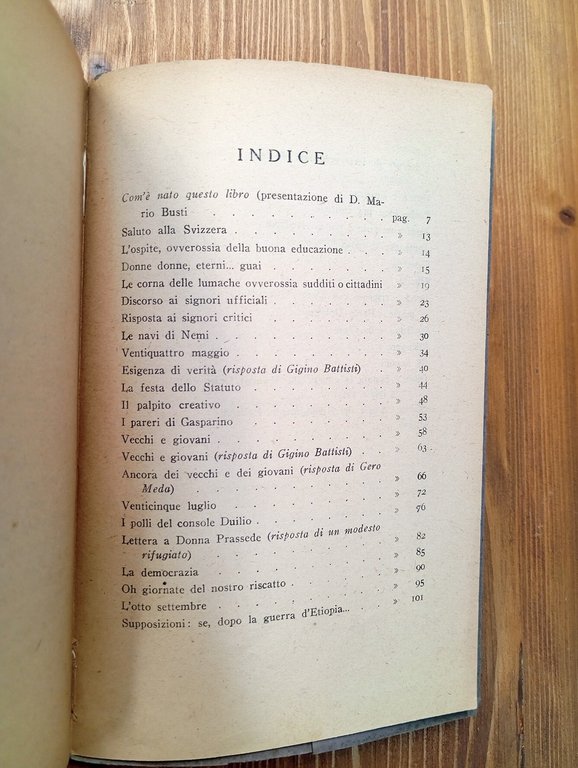 INDICE
Com'è nato questo libro (presentazione di D. Ma-
rio Busti . . . . . . . . . pag. 7
Saluto alla Svizzera . . . . . . . . » 13
L'ospite, ovverossia della buona educazione . . . » 14
Donne donne, eterni... guai . . . . . . » 15
Le corna delle lumache ovverossia sudditi o cittadini » 19
Discorso ai signori ufficiali . . . . . . » 23
Risposta ai signori critici . . . . . . » 26
Le navi di Nemi . . . . . . . . » 30
Ventiquattro maggio . . . . . . . » 34
Esigenza di verità (risposta di Gigino Battisti) . » 40
La festa dello Statuto . . . . . . . » 44
Il palpito creativo . . . . . . . » 48
I pareri di Gasparino . . . . . . . » 53
Vecchi e giovani . . . . . . . . » 58
Vecchi e giovani (risposta di Gigino Battisti) . . » 63
Ancora dei vecchi e dei giovani (risposta di Gero
Meda) . . . . . . . . . » 66
Venticinque luglio . . . . . . . » 72
I polli del console Duilio . . . . . . » 76
Lettera a Donna Prassede (risposta di un modesto
rifugiato) . . . . . . . . » 82
La democrazia . . . . . . . . » 85
Oh giornate del nostro riscatto . . . . . » 90
L'otto settembre . . . . . . . . » 95
Supposizioni : se, dopo la guerra d'Etiopia... . . » 101